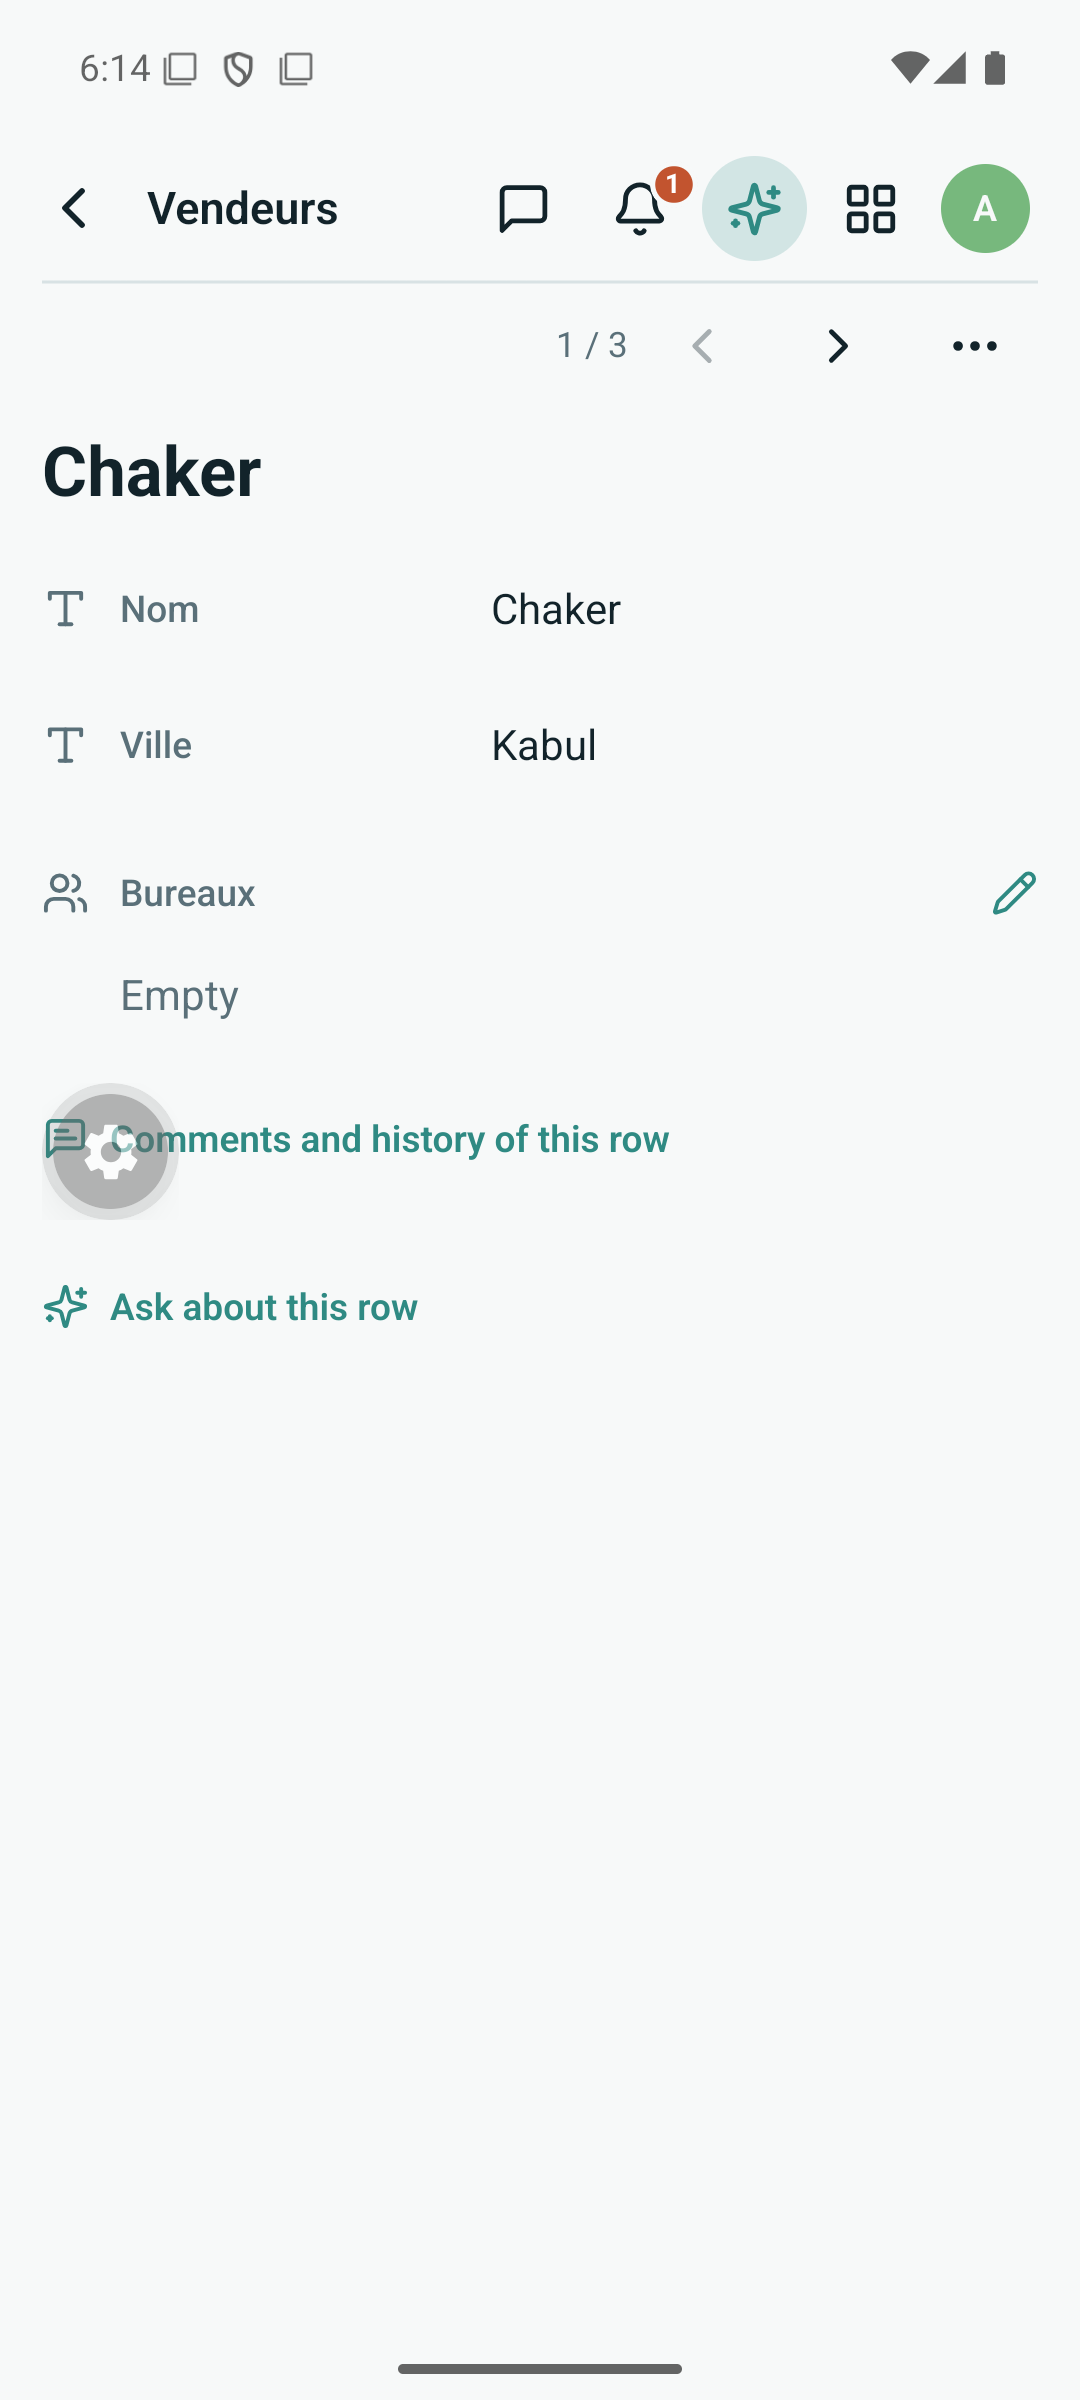 6:14
Vendeurs
1
A
1 / 3
Chaker
Nom Chaker
Ville Kabul
Bureaux
Empty
Comments and history of this row
Ask about this row